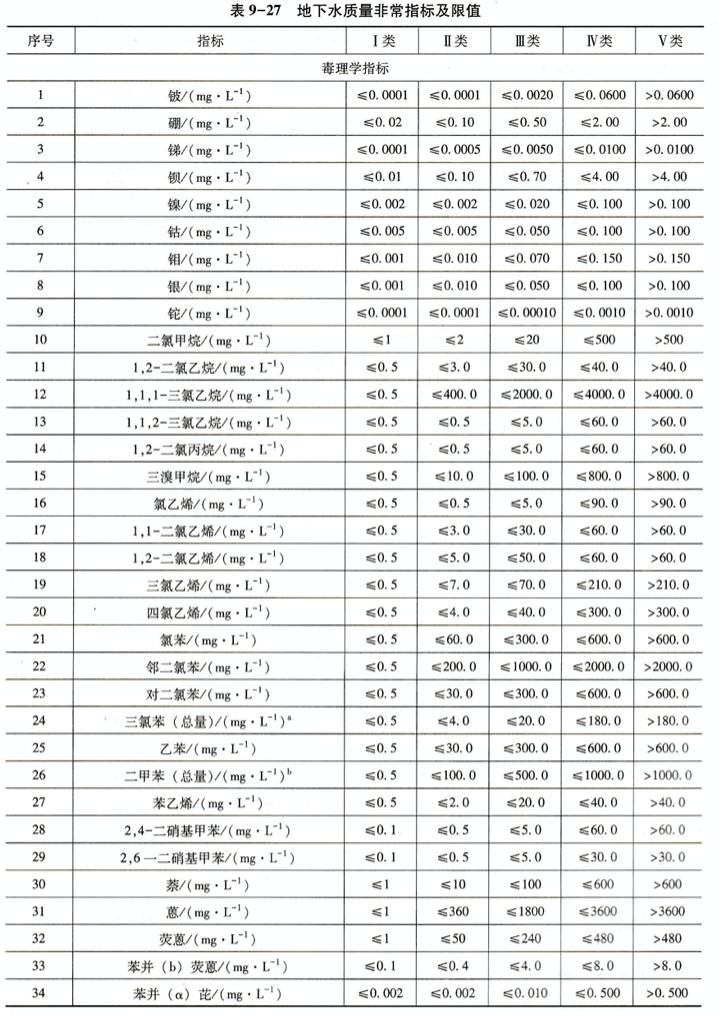 表 9-27 地下水质量非常指标及限值
序号 指标 Ⅰ类 Ⅱ类 Ⅲ类 Ⅳ类 Ⅴ类
毒理学指标
1 铍/(mg·L⁻¹) ≤0.0001 ≤0.0001 ≤0.0020 ≤0.0600 >0.0600
2 硼/(mg·L⁻¹) ≤0.02 ≤0.10 ≤0.50 ≤2.00 >2.00
3 锑/(mg·L⁻¹) ≤0.0001 ≤0.0005 ≤0.0050 ≤0.0100 >0.0100
4 钡/(mg·L⁻¹) ≤0.01 ≤0.10 ≤0.70 ≤4.00 >4.00
5 镍/(mg·L⁻¹) ≤0.002 ≤0.002 ≤0.020 ≤0.100 >0.100
6 钴/(mg·L⁻¹) ≤0.005 ≤0.005 ≤0.050 ≤0.100 >0.100
7 钼/(mg·L⁻¹) ≤0.001 ≤0.010 ≤0.070 ≤0.150 >0.150
8 银/(mg·L⁻¹) ≤0.001 ≤0.010 ≤0.050 ≤0.100 >0.100
9 铊/(mg·L⁻¹) ≤0.0001 ≤0.0001 ≤0.00010 ≤0.0010 >0.0010
10 二氯甲烷/(mg·L⁻¹) ≤1 ≤2 ≤20 ≤500 >500
11 1,2-二氯乙烷/(mg·L⁻¹) ≤0.5 ≤3.0 ≤30.0 ≤40.0 >40.0
12 1,1,1-三氯乙烷/(mg·L⁻¹) ≤0.5 ≤400.0 ≤2000.0 ≤4000.0 >4000.0
13 1,1,2-三氯乙烷/(mg·L⁻¹) ≤0.5 ≤0.5 ≤5.0 ≤60.0 >60.0
14 1,2-二氯丙烷/(mg·L⁻¹) ≤0.5 ≤0.5 ≤5.0 ≤60.0 >60.0
15 三溴甲烷/(mg·L⁻¹) ≤0.5 ≤10.0 ≤100.0 ≤800.0 >800.0
16 氯乙烯/(mg·L⁻¹) ≤0.5 ≤0.5 ≤5.0 ≤90.0 >90.0
17 1,1-二氯乙烯/(mg·L⁻¹) ≤0.5 ≤3.0 ≤30.0 ≤60.0 >60.0
18 1,2-二氯乙烯/(mg·L⁻¹) ≤0.5 ≤5.0 ≤50.0 ≤60.0 >60.0
19 三氯乙烯/(mg·L⁻¹) ≤0.5 ≤7.0 ≤70.0 ≤210.0 >210.0
20 四氯乙烯/(mg·L⁻¹) ≤0.5 ≤4.0 ≤40.0 ≤300.0 >300.0
21 氯苯/(mg·L⁻¹) ≤0.5 ≤60.0 ≤300.0 ≤600.0 >600.0
22 邻二氯苯/(mg·L⁻¹) ≤0.5 ≤200.0 ≤1000.0 ≤2000.0 >2000.0
23 对二氯苯/(mg·L⁻¹) ≤0.5 ≤30.0 ≤300.0 ≤600.0 >600.0
24 三氯苯（总量）/(mg·L⁻¹)ᵃ ≤0.5 ≤4.0 ≤20.0 ≤180.0 >180.0
25 乙苯/(mg·L⁻¹) ≤0.5 ≤30.0 ≤300.0 ≤600.0 >600.0
26 二甲苯（总量）/(mg·L⁻¹)ᵇ ≤0.5 ≤100.0 ≤500.0 ≤1000.0 >1000.0
27 苯乙烯/(mg·L⁻¹) ≤0.5 ≤2.0 ≤20.0 ≤40.0 >40.0
28 2,4-二硝基甲苯/(mg·L⁻¹) ≤0.1 ≤0.5 ≤5.0 ≤60.0 >60.0
29 2,6一二硝基甲苯/(mg·L⁻¹) ≤0.1 ≤0.5 ≤5.0 ≤30.0 >30.0
30 萘/(mg·L⁻¹) ≤1 ≤10 ≤100 ≤600 >600
31 蒽/(mg·L⁻¹) ≤1 ≤360 ≤1800 ≤3600 >3600
32 荧蒽/(mg·L⁻¹) ≤1 ≤50 ≤240 ≤480 >480
33 苯并（b）荧蒽/(mg·L⁻¹) ≤0.1 ≤0.4 ≤4.0 ≤8.0 >8.0
34 苯并（α）芘/(mg·L⁻¹) ≤0.002 ≤0.002 ≤0.010 ≤0.500 >0.500